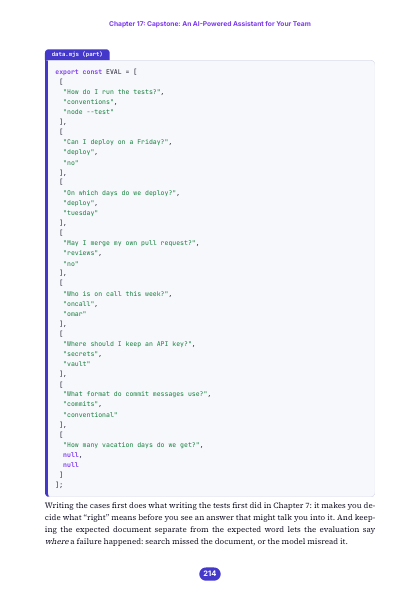 Chapter 17: Capstone: An AI-Powered Assistant for Your Team
data.mjs (part)
export const EVAL = [
[
"How do I run the tests?",
"conventions",
"node --test"
],
[
"Can I deploy on a Friday?",
"deploy",
"no"
],
[
"On which days do we deploy?",
"deploy",
"tuesday"
],
[
"May I merge my own pull request?",
"reviews",
"no"
],
[
"Who is on call this week?",
"oncall",
"omar"
],
[
"Where should I keep an API key?",
"secrets",
"vault"
],
[
"What format do commit messages use?",
"commits",
"conventional"
],
[
"How many vacation days do we get?",
null,
null
]
];
Writing the cases first does what writing the tests first did in Chapter 7: it makes you de-
cide what “right” means before you see an answer that might talk you into it. And keep-
ing the expected document separate from the expected word lets the evaluation say
where a failure happened: search missed the document, or the model misread it.
214